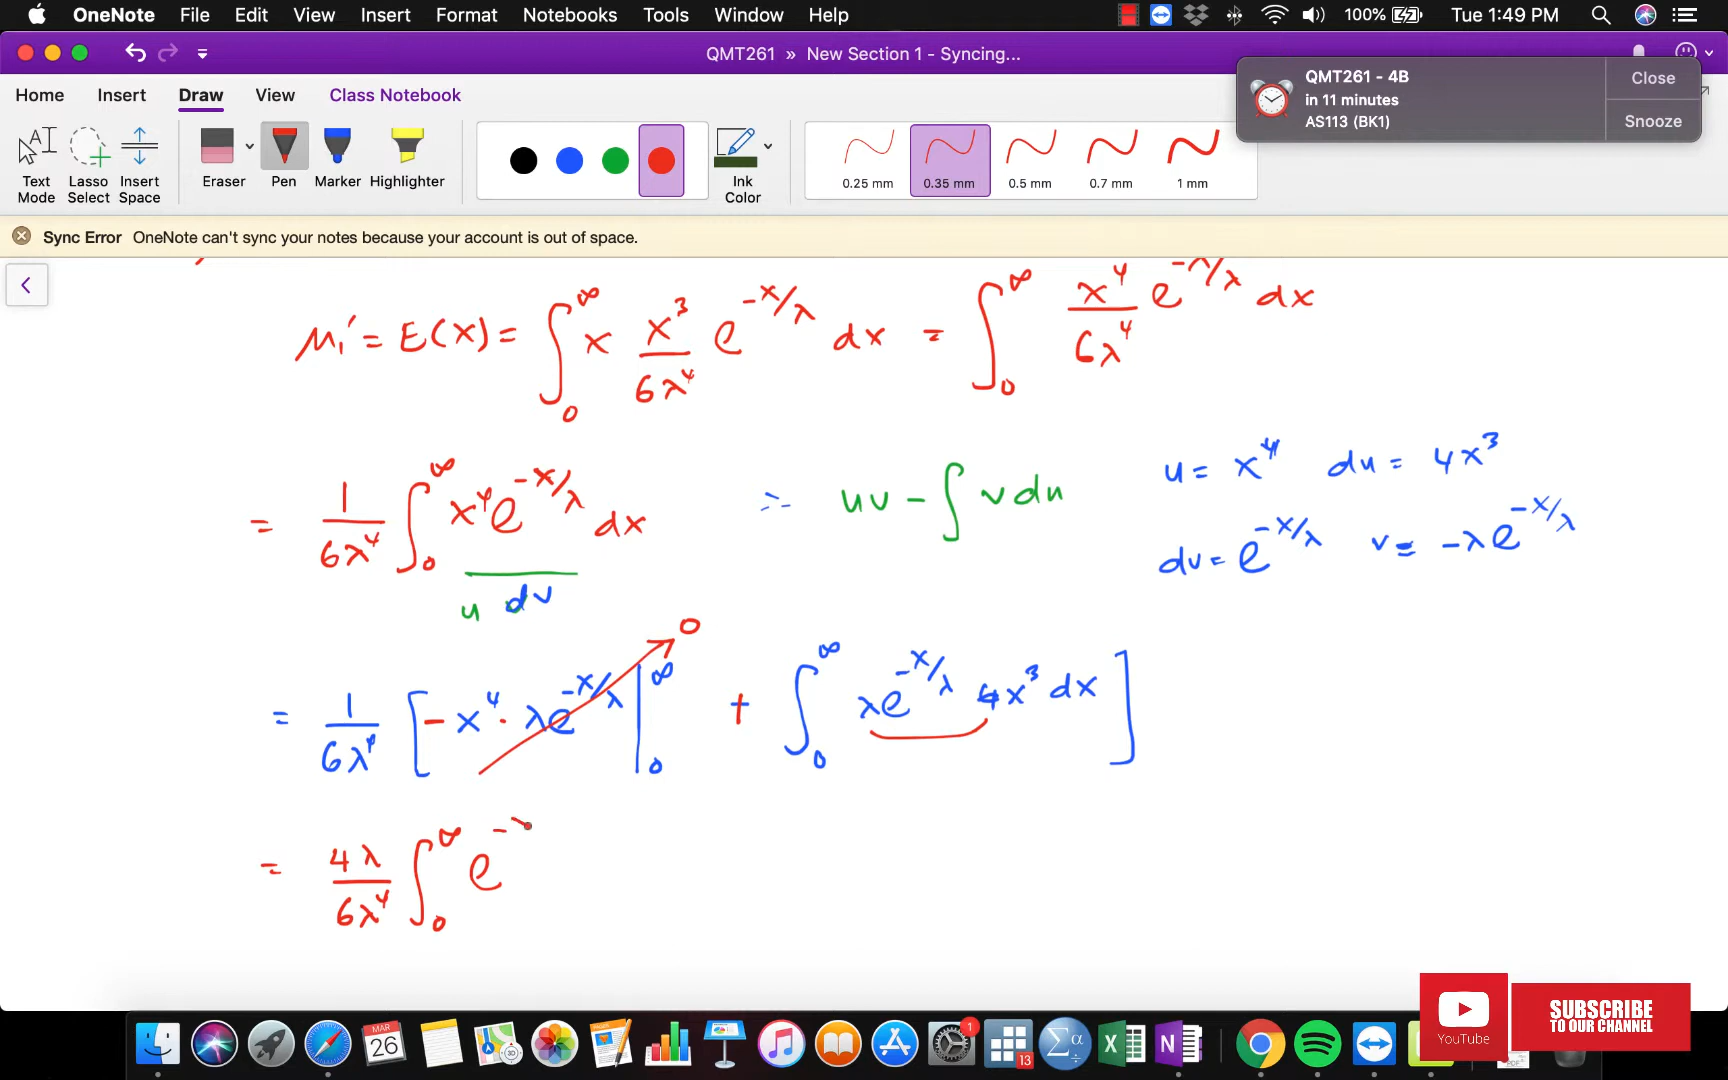 OneNote File Edit View Insert Format Notebooks Tools Window Help 100% Tue 1:49 PM
QMT261 » New Section 1 - Syncing...
QMT261 - 4B
in 11 minutes
AS113 (BK1)
Close
Snooze
Home Insert Draw View Class Notebook
Text Mode Lasso Select Insert Space Eraser Pen Marker Highlighter Ink Color 0.25 mm 0.35 mm 0.5 mm 0.7 mm 1 mm
Sync Error OneNote can't sync your notes because your account is out of space.
μ₁' = E(X) = ∫₀^∞ x x³/6λ⁴ e^(-x/λ) dx = ∫₀^∞ x⁴/6λ⁴ e^(-x/λ) dx
u = x⁴ du = 4x³
= 1/6λ⁴ ∫₀^∞ x⁴ e^(-x/λ) dx ∴ uv - ∫ v du
dv = e^(-x/λ) v = -λe^(-x/λ)
u dv
0
= 1/6λ⁴ [ - x⁴ · λe^(-x/λ) |₀^∞ + ∫₀^∞ λe^(-x/λ) 4x³ dx ]
= 4λ/6λ⁴ ∫₀^∞ e^-
MAR
26
1
13
YouTube
SUBSCRIBE
TO OUR CHANNEL